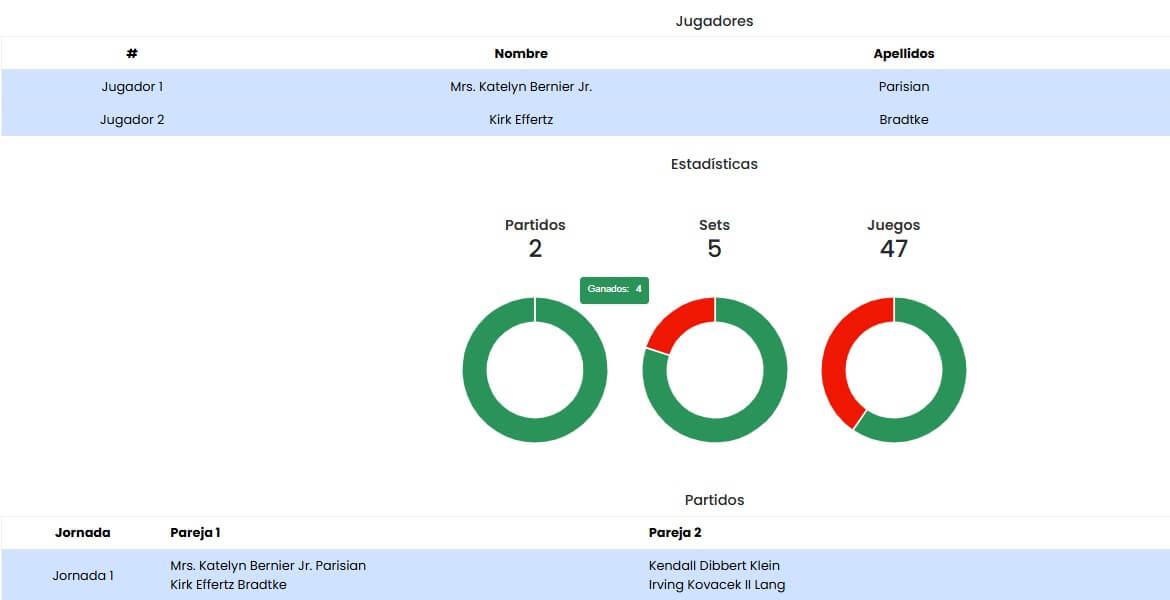 Jugadores
# Nombre Apellidos
Jugador 1 Mrs. Katelyn Bernier Jr. Parisian
Jugador 2 Kirk Effertz Bradtke
Estadísticas
Partidos Sets Juegos
2 5 47
Ganados: 4
Partidos
Jornada Pareja 1 Pareja 2
Jornada 1 Mrs. Katelyn Bernier Jr. Parisian Kendall Dibbert Klein
Kirk Effertz Bradtke Irving Kovacek II Lang